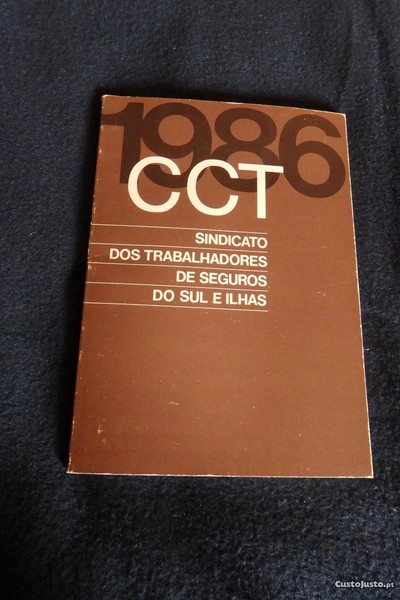 1986
CCT
SINDICATO
DOS TRABALHADORES
DE SEGUROS
DO SUL E ILHAS
CustoJusto.pt